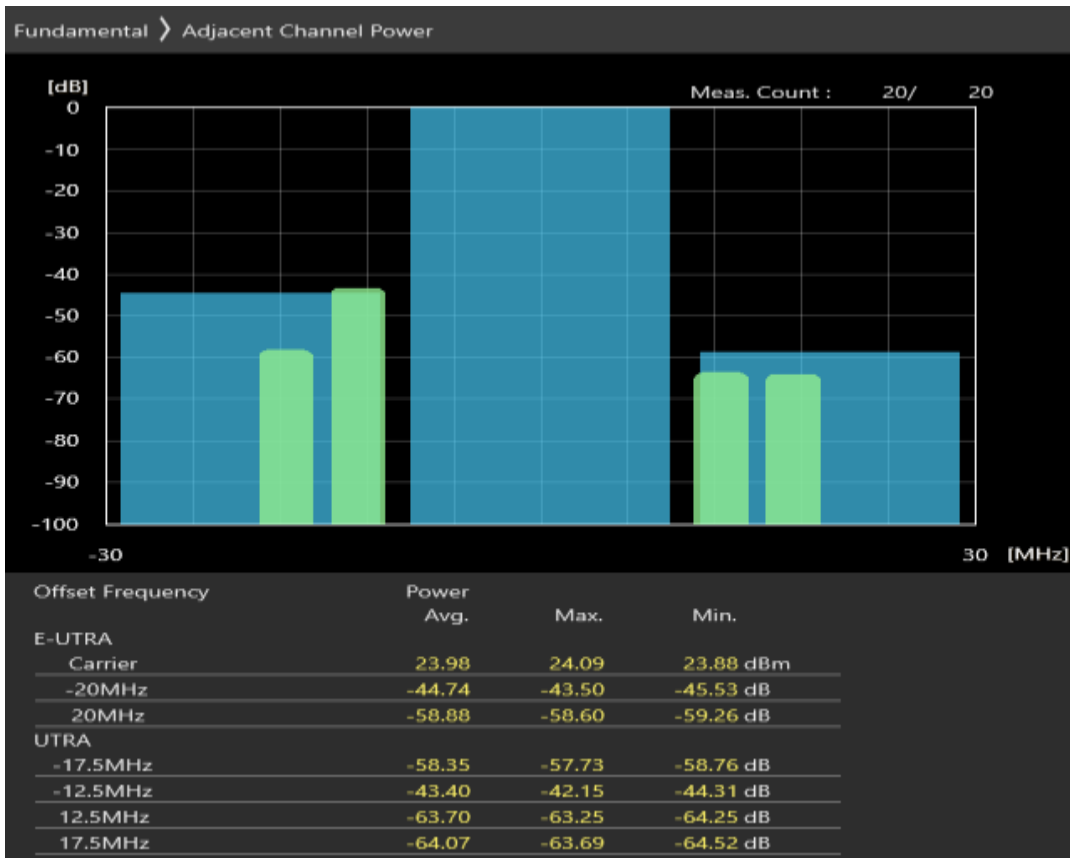 Fundamental 〉 Adjacent Channel Power
[dB]
Meas. Count : 20/ 20
0
-10
-20
-30
-40
-50
-60
-70
-80
-90
-100
-30 30 [MHz]
Offset Frequency Power
Avg. Max. Min.
E-UTRA
Carrier 23.98 24.09 23.88 dBm
-20MHz -44.74 -43.50 -45.53 dB
20MHz -58.88 -58.60 -59.26 dB
UTRA
-17.5MHz -58.35 -57.73 -58.76 dB
-12.5MHz -43.40 -42.15 -44.31 dB
12.5MHz -63.70 -63.25 -64.25 dB
17.5MHz -64.07 -63.69 -64.52 dB